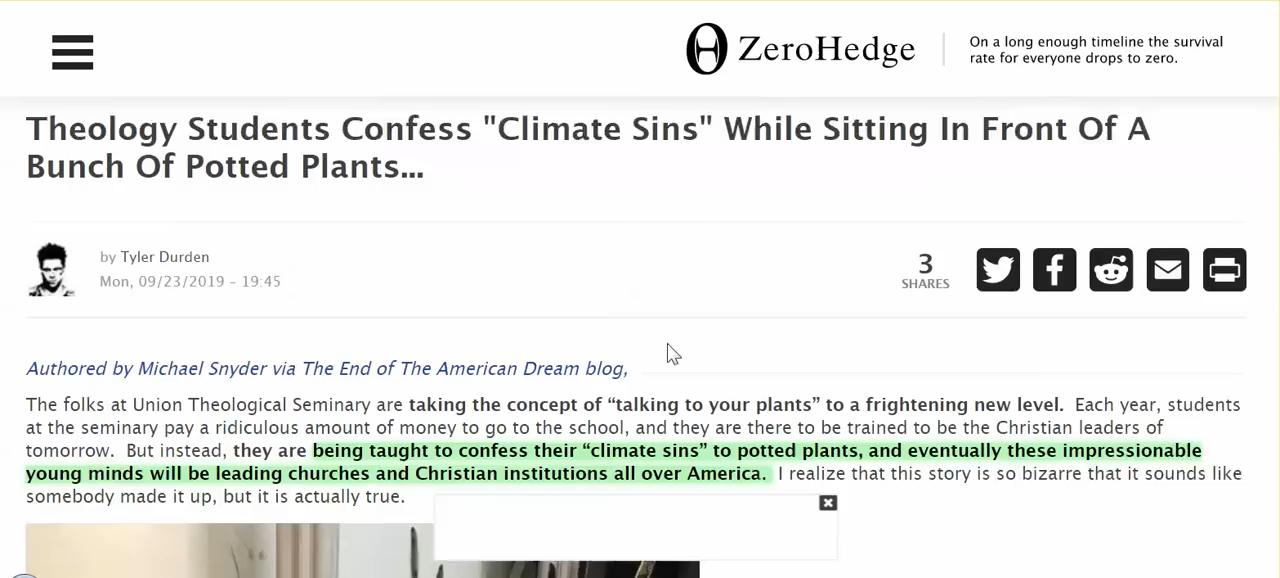 ZeroHedge
On a long enough timeline the survival
rate for everyone drops to zero.
Theology Students Confess "Climate Sins" While Sitting In Front Of A
Bunch Of Potted Plants...
by Tyler Durden
Mon, 09/23/2019 - 19:45
3
SHARES
Authored by Michael Snyder via The End of The American Dream blog,
The folks at Union Theological Seminary are taking the concept of “talking to your plants” to a frightening new level. Each year, students
at the seminary pay a ridiculous amount of money to go to the school, and they are there to be trained to be the Christian leaders of
tomorrow. But instead, they are being taught to confess their “climate sins” to potted plants, and eventually these impressionable
young minds will be leading churches and Christian institutions all over America. I realize that this story is so bizarre that it sounds like
somebody made it up, but it is actually true.